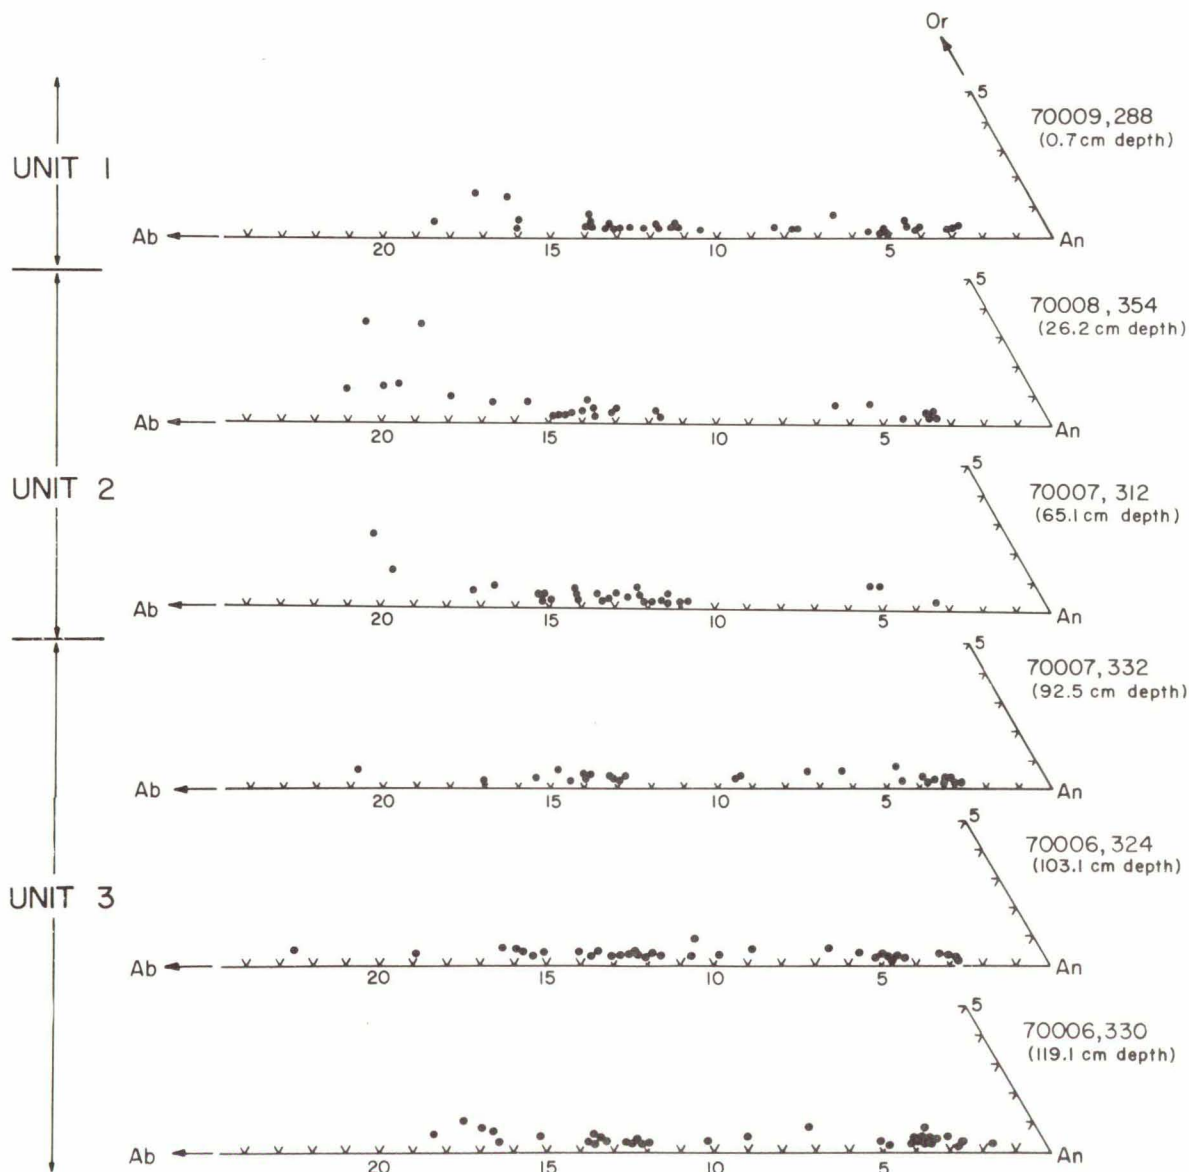 Or
5
70009,288
(0.7 cm depth)
UNIT 1
Ab
20
15
10
5
An
5
70008,354
(26.2 cm depth)
Ab
20
15
10
5
An
UNIT 2
5
70007,312
(65.1 cm depth)
Ab
20
15
10
5
An
5
70007,332
(92.5 cm depth)
Ab
20
15
10
5
An
5
70006,324
(103.1 cm depth)
UNIT 3
Ab
20
15
10
5
An
5
70006,330
(119.1 cm depth)
Ab
20
15
10
5
An